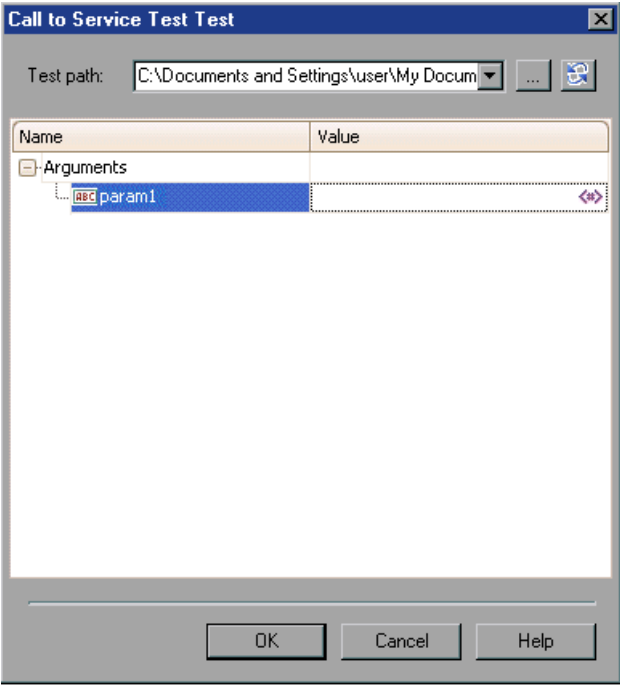 Call to Service Test Test
Test path: C:\Documents and Settings\user\My Docum ...
Name Value
Arguments
ABC param1 <#>
OK Cancel Help